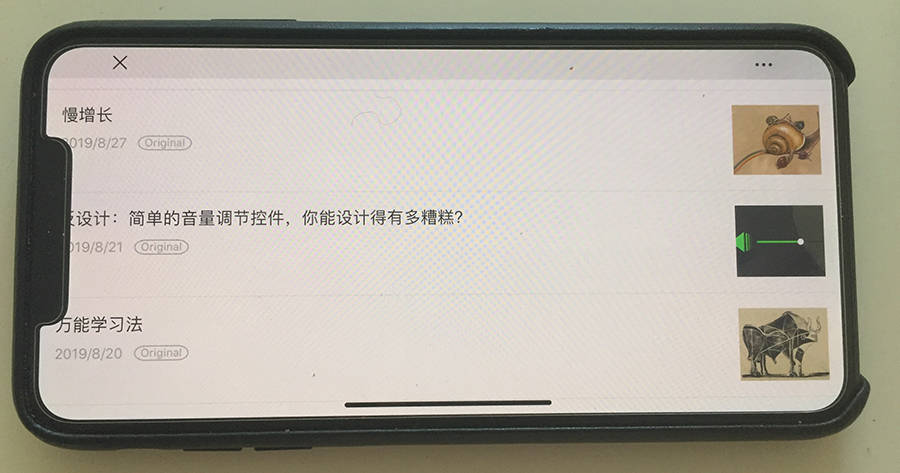 慢增长
2019/8/27 Original
设计：简单的音量调节控件，你能设计得有多糟糕？
019/8/21 Original
万能学习法
2019/8/20 Original